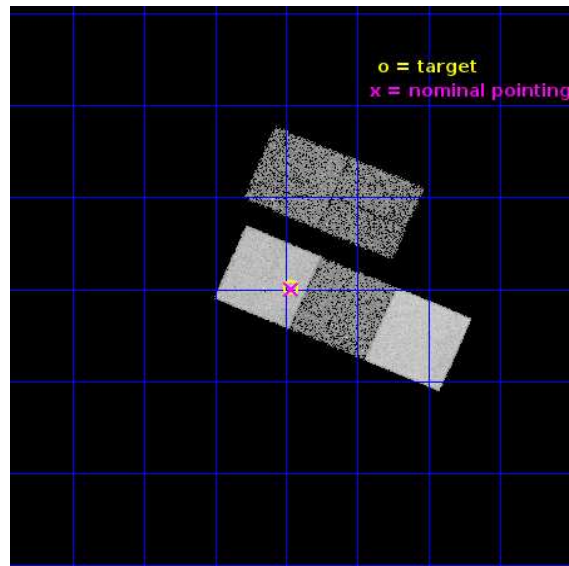 o = target
x = nominal pointing